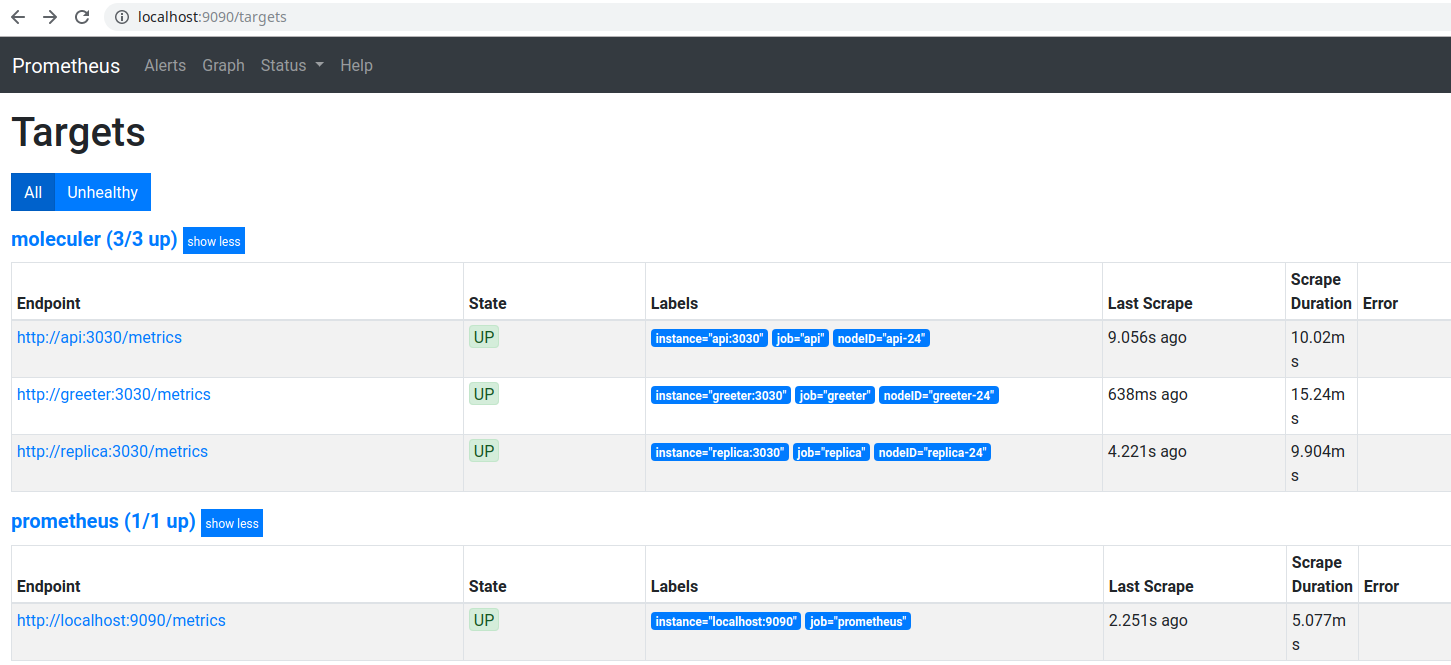 localhost:9090/targets
Prometheus Alerts Graph Status Help
Targets
All Unhealthy
moleculer (3/3 up) show less
Endpoint State Labels Last Scrape Scrape Duration Error
http://api:3030/metrics UP instance="api:3030" job="api" nodeID="api-24" 9.056s ago 10.02ms
http://greeter:3030/metrics UP instance="greeter:3030" job="greeter" nodeID="greeter-24" 638ms ago 15.24ms
http://replica:3030/metrics UP instance="replica:3030" job="replica" nodeID="replica-24" 4.221s ago 9.904ms
prometheus (1/1 up) show less
Endpoint State Labels Last Scrape Scrape Duration Error
http://localhost:9090/metrics UP instance="localhost:9090" job="prometheus" 2.251s ago 5.077ms